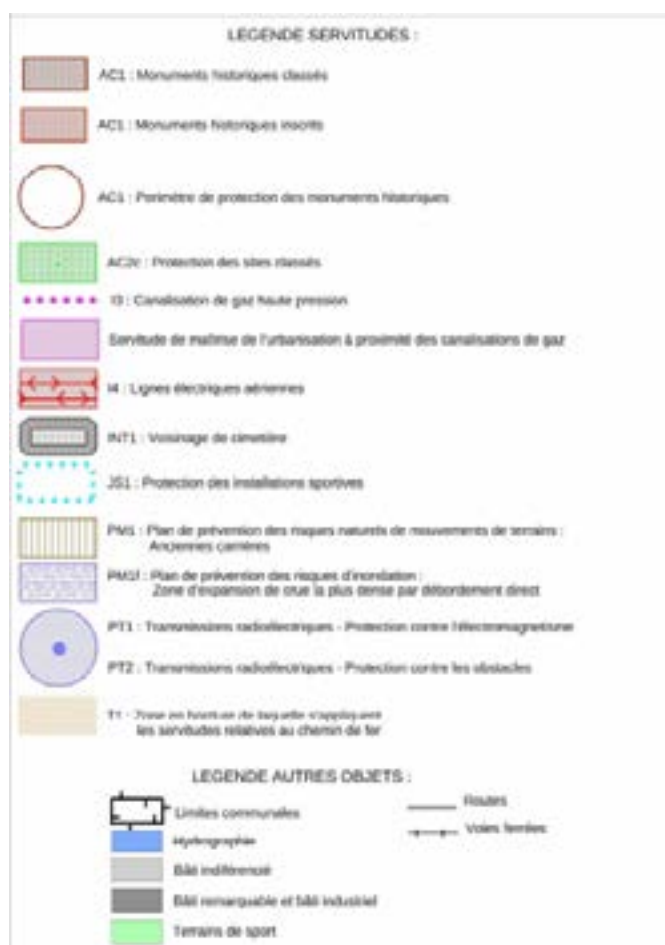 LEGENDE SERVITUDES :
AC1 : Monuments historiques classés
AC1 : Monuments historiques inscrits
AC1 : Perimètre de protection des monuments historiques
AC2c : Protection des sites classés
I3 : Canalisation de gaz haute pression
Servitude de maîtrise de l'urbanisation à proximité des canalisations de gaz
I4 : Lignes électriques aériennes
INT1 : Voisinage de cimetière
JS1 : Protection des installations sportives
PM1 : Plan de prévention des risques naturels de mouvements de terrains :
Anciennes carrières
PM1f : Plan de prévention des risques d'inondation :
Zone d'expansion de crue la plus dense par débordement direct
PT1 : Transmissions radioélectriques - Protection contre l'électromagnetisme
PT2 : Transmissions radioélectriques - Protection contre les obstacles
T1 : Zone en bordure de laquelle s'appliquent
les servitudes relatives au chemin de fer
LEGENDE AUTRES OBJETS :
Limites communales
Routes
Hydrographie
Voies ferrées
Bâti indiférencié
Bâti remarquable et bâti industriel
Terrains de sport